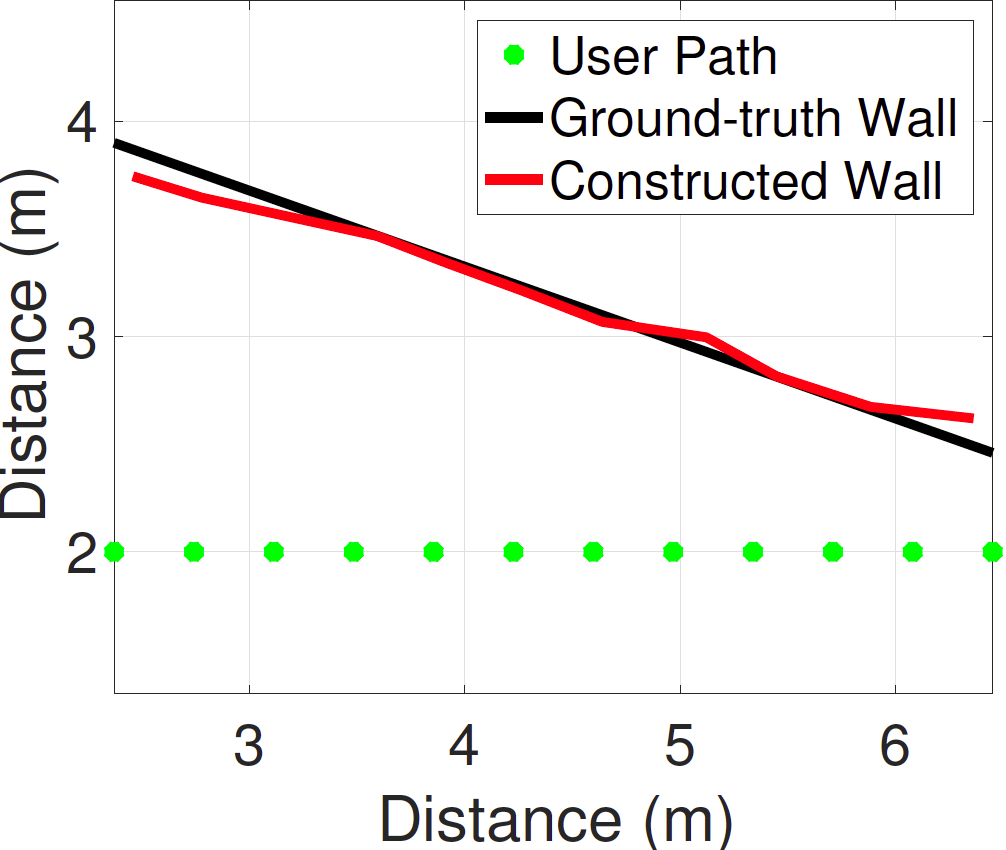 User Path
Ground-truth Wall
Constructed Wall
4
3
2
Distance (m)
3
4
5
6
Distance (m)